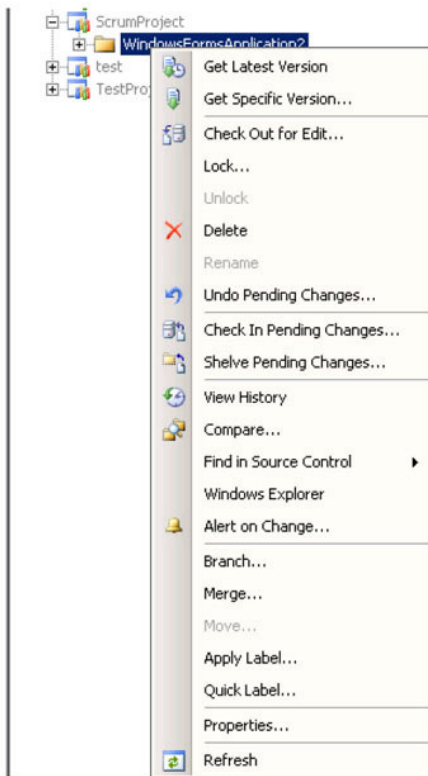 ScrumProject
WindowsFormsApplication2
test
TestProj
Get Latest Version
Get Specific Version...
Check Out for Edit...
Lock...
Unlock
Delete
Rename
Undo Pending Changes...
Check In Pending Changes...
Shelve Pending Changes...
View History
Compare...
Find in Source Control
Windows Explorer
Alert on Change...
Branch...
Merge...
Move...
Apply Label...
Quick Label...
Properties...
Refresh